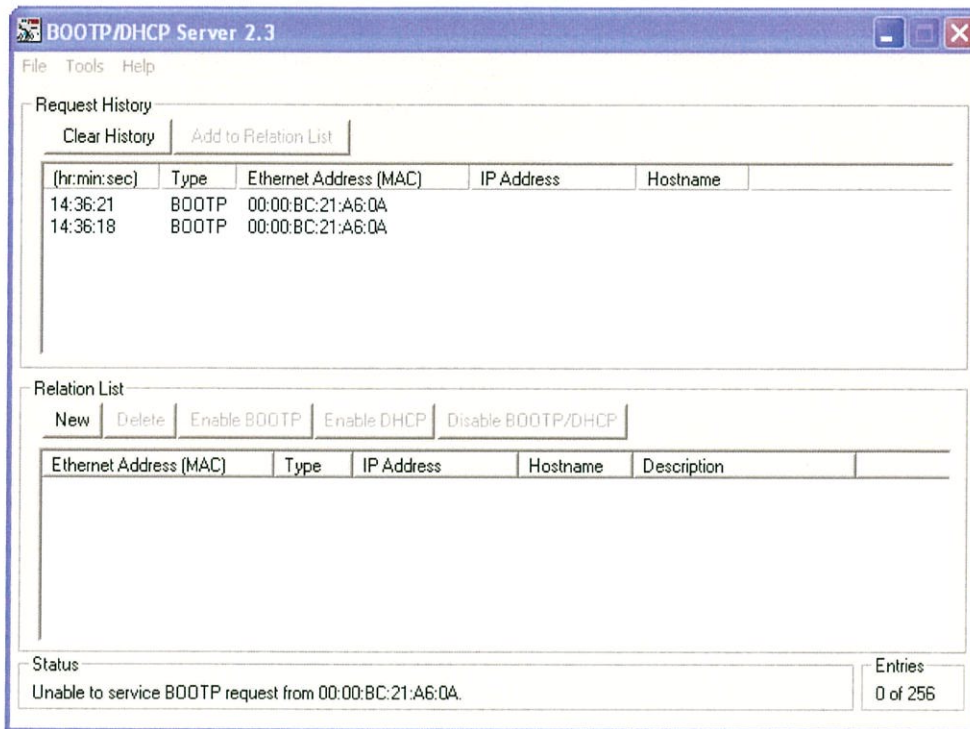 BOOTP/DHCP Server 2.3
File Tools Help
Request History
Clear History Add to Relation List
(hr:min:sec) Type Ethernet Address (MAC) IP Address Hostname
14:36:21 BOOTP 00:00:BC:21:A6:0A
14:36:18 BOOTP 00:00:BC:21:A6:0A
Relation List
New Delete Enable BOOTP Enable DHCP Disable BOOTP/DHCP
Ethernet Address (MAC) Type IP Address Hostname Description
Status
Unable to service BOOTP request from 00:00:BC:21:A6:0A.
Entries
0 of 256